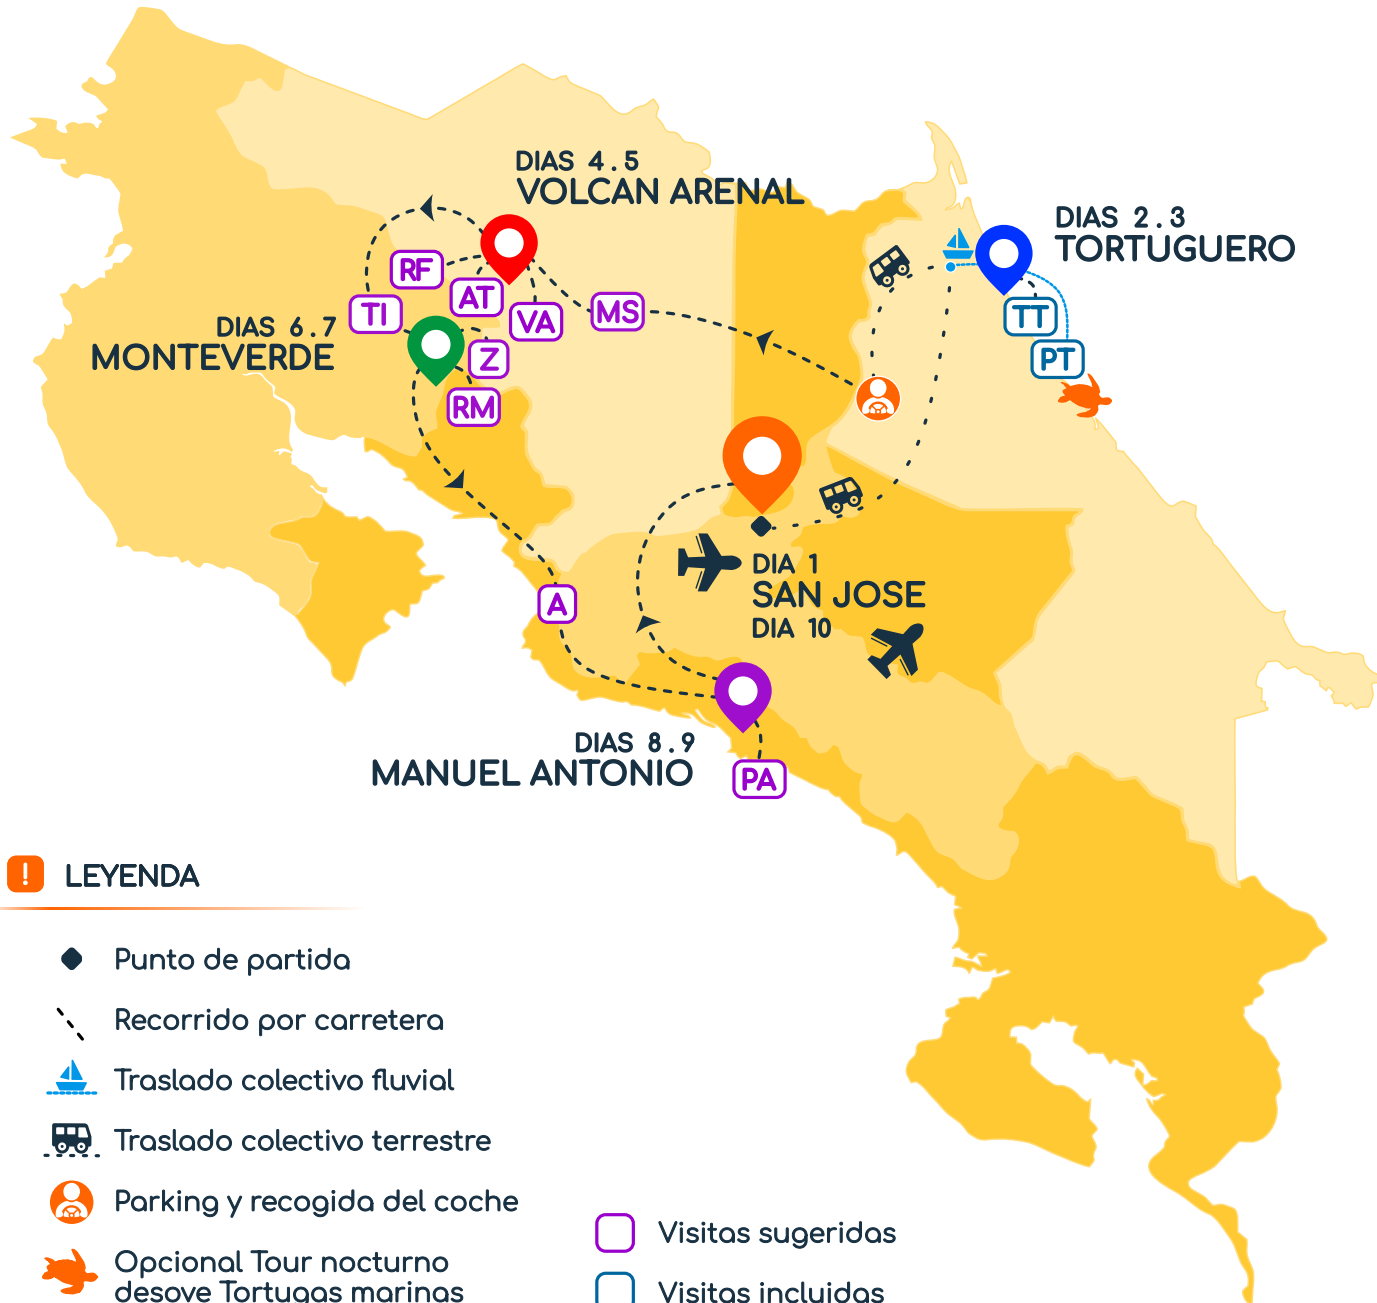 DIAS 4.5
VOLCAN ARENAL
DIAS 2.3
TORTUGUERO
RF
AT
TI
VA
MS
TT
PT
DIAS 6.7
MONTEVERDE
Z
RM
DIA 1
SAN JOSE
DIA 10
A
DIAS 8.9
MANUEL ANTONIO
PA
! LEYENDA
Punto de partida
Recorrido por carretera
Traslado colectivo fluvial
Traslado colectivo terrestre
Parking y recogida del coche
Opcional Tour nocturno
desove Tortugas marinas
Visitas sugeridas
Visitas incluidas